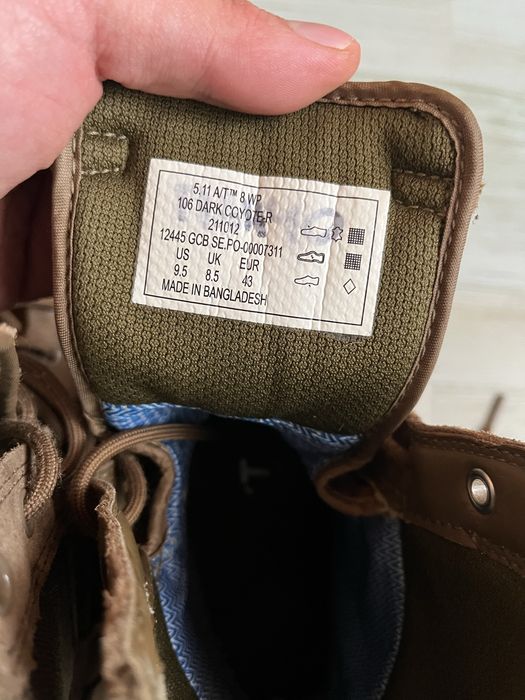 5.11 A/T™ 8 WP
106 DARK COYOTE-R
211012
12445 GCB SE.PO-00007311
US UK EUR
9.5 8.5 43
MADE IN BANGLADESH